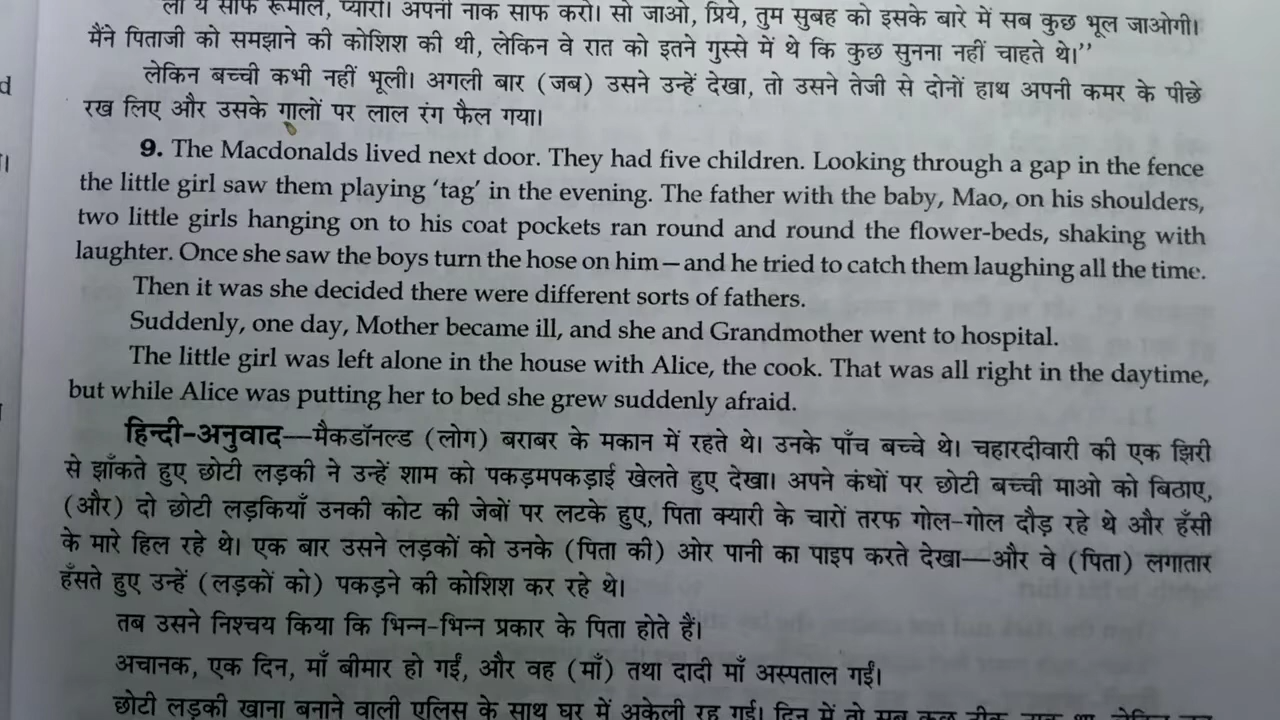 लो ये साफ रूमाल, प्यारी। अपनी नाक साफ करो। सो जाओ, प्रिये, तुम सुबह को इसके बारे में सब कुछ भूल जाओगी।
मैंने पिताजी को समझाने की कोशिश की थी, लेकिन वे रात को इतने गुस्से में थे कि कुछ सुनना नहीं चाहते थे।”
लेकिन बच्ची कभी नहीं भूली। अगली बार (जब) उसने उन्हें देखा, तो उसने तेजी से दोनों हाथ अपनी कमर के पीछे
रख लिए और उसके गालों पर लाल रंग फैल गया।
9. The Macdonalds lived next door. They had five children. Looking through a gap in the fence
the little girl saw them playing ‘tag’ in the evening. The father with the baby, Mao, on his shoulders,
two little girls hanging on to his coat pockets ran round and round the flower-beds, shaking with
laughter. Once she saw the boys turn the hose on him—and he tried to catch them laughing all the time.
Then it was she decided there were different sorts of fathers.
Suddenly, one day, Mother became ill, and she and Grandmother went to hospital.
The little girl was left alone in the house with Alice, the cook. That was all right in the daytime,
but while Alice was putting her to bed she grew suddenly afraid.
हिन्दी-अनुवाद—मैकडॉनल्ड (लोग) बराबर के मकान में रहते थे। उनके पाँच बच्चे थे। चहारदीवारी की एक झिरी
से झाँकते हुए छोटी लड़की ने उन्हें शाम को पकड़मपकड़ाई खेलते हुए देखा। अपने कंधों पर छोटी बच्ची माओ को बिठाए,
(और) दो छोटी लड़कियाँ उनकी कोट की जेबों पर लटके हुए, पिता क्यारी के चारों तरफ गोल-गोल दौड़ रहे थे और हँसी
के मारे हिल रहे थे। एक बार उसने लड़कों को उनके (पिता की) ओर पानी का पाइप करते देखा—और वे (पिता) लगातार
हँसते हुए उन्हें (लड़कों को) पकड़ने की कोशिश कर रहे थे।
तब उसने निश्चय किया कि भिन्न-भिन्न प्रकार के पिता होते हैं।
अचानक, एक दिन, माँ बीमार हो गईं, और वह (माँ) तथा दादी माँ अस्पताल गईं।
छोटी लड़की खाना बनाने वाली एलिस के साथ घर में अकेली रह गई। दिन में तो सब कुछ ठीक